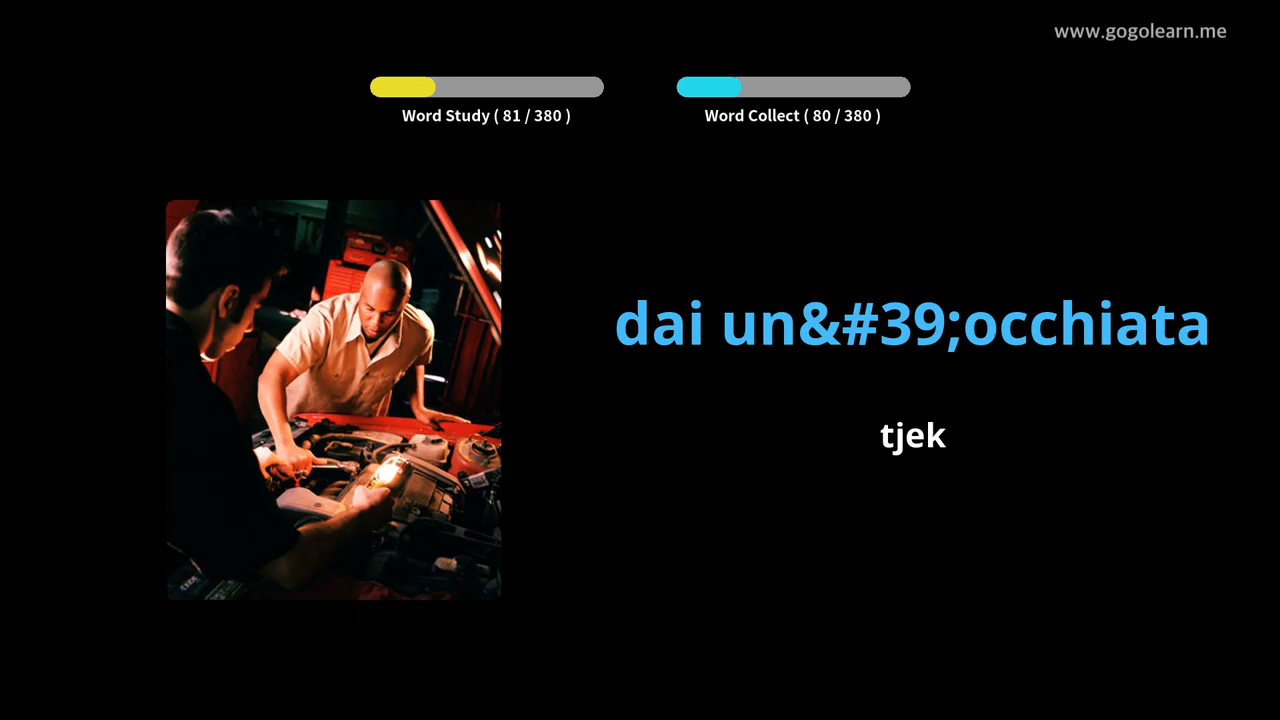 www.gogolearn.me
Word Study ( 81 / 380 )
Word Collect ( 80 / 380 )
dai un&#39;occhiata
tjek